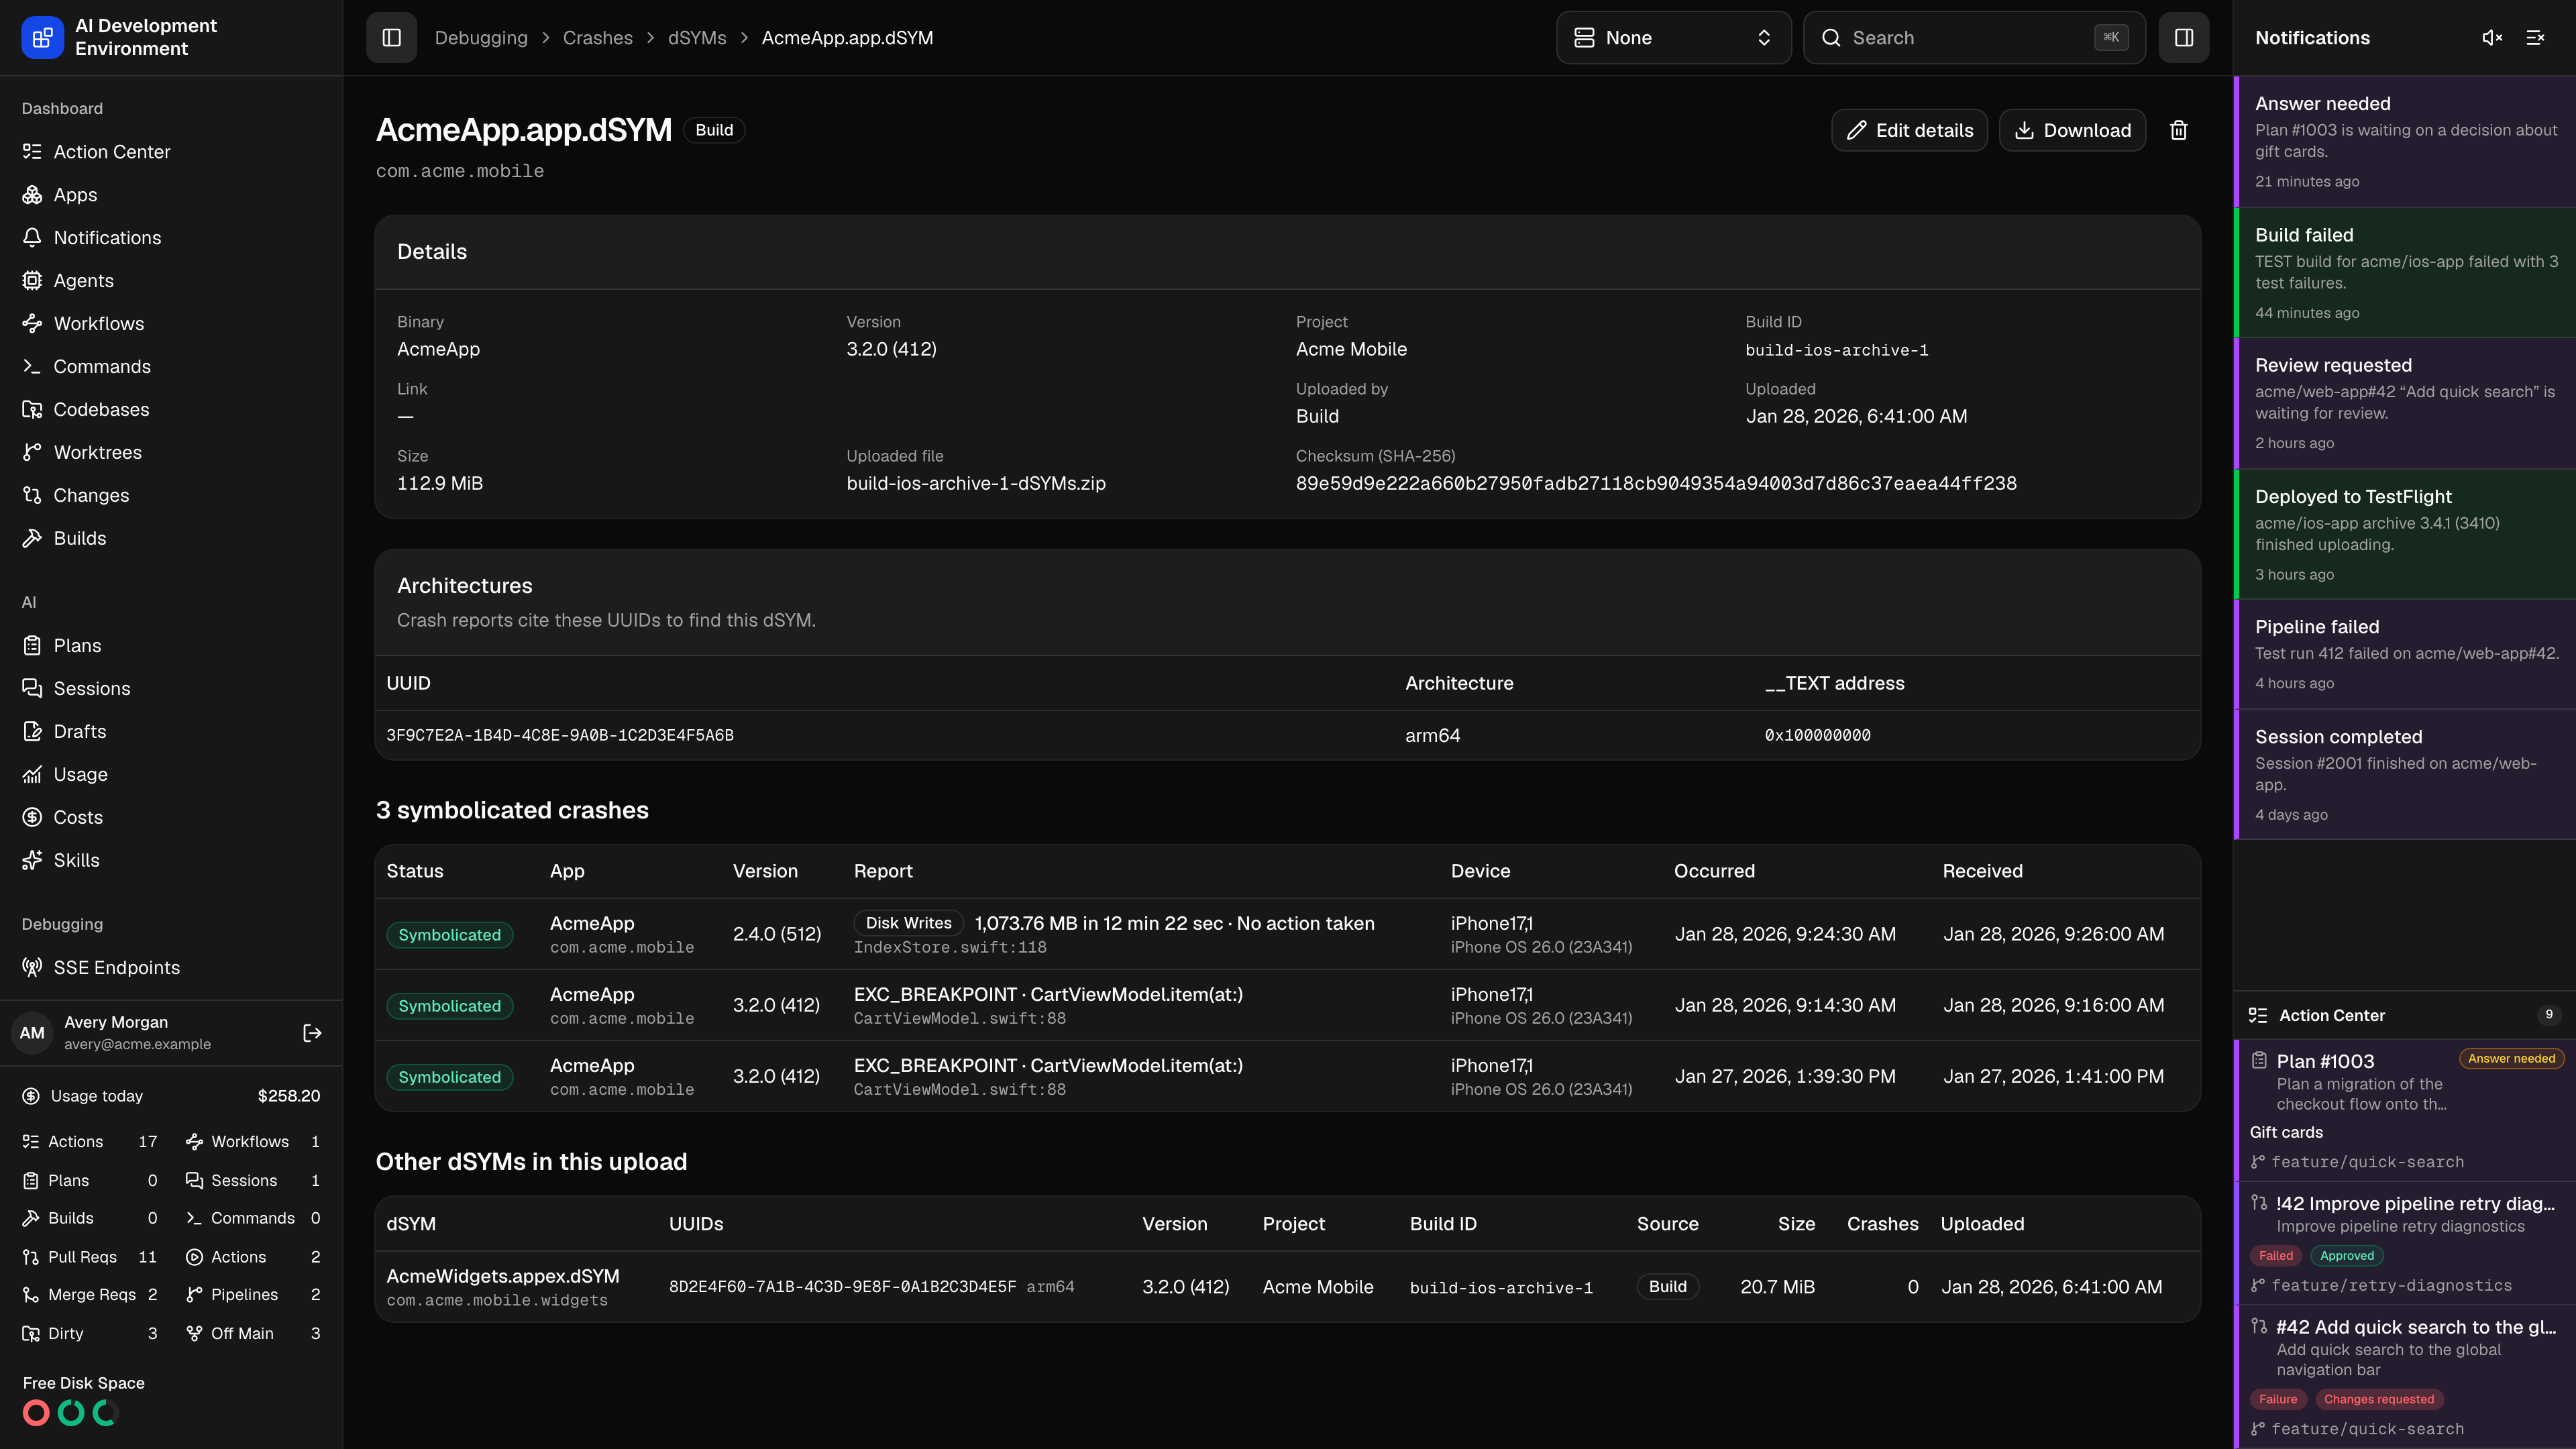 AI Development
Environment
Dashboard
Action Center
Apps
Notifications
Agents
Workflows
Commands
Codebases
Worktrees
Changes
Builds
AI
Plans
Sessions
Drafts
Usage
Costs
Skills
Debugging
SSE Endpoints
AM
Avery Morgan
avery@acme.example
Usage today $258.20
Actions 17 Workflows 1
Plans 0 Sessions 1
Builds 0 Commands 0
Pull Reqs 11 Actions 2
Merge Reqs 2 Pipelines 2
Dirty 3 Off Main 3
Free Disk Space
Debugging > Crashes > dSYMs > AcmeApp.app.dSYM
None
Search ⌘K
AcmeApp.app.dSYM Build
com.acme.mobile
Edit details
Download
Details
Binary Version Project Build ID
AcmeApp 3.2.0 (412) Acme Mobile build-ios-archive-1
Link Uploaded by Uploaded
— Build Jan 28, 2026, 6:41:00 AM
Size Uploaded file Checksum (SHA-256)
112.9 MiB build-ios-archive-1-dSYMs.zip 89e59d9e222a660b27950fadb27118cb9049354a94003d7d86c37eaea44ff238
Architectures
Crash reports cite these UUIDs to find this dSYM.
UUID Architecture __TEXT address
3F9C7E2A-1B4D-4C8E-9A0B-1C2D3E4F5A6B arm64 0x100000000
3 symbolicated crashes
Status App Version Report Device Occurred Received
Symbolicated AcmeApp 2.4.0 (512) Disk Writes 1,073.76 MB in 12 min 22 sec · No action taken iPhone17,1 Jan 28, 2026, 9:24:30 AM Jan 28, 2026, 9:26:00 AM
com.acme.mobile IndexStore.swift:118 iPhone OS 26.0 (23A341)
Symbolicated AcmeApp 3.2.0 (412) EXC_BREAKPOINT · CartViewModel.item(at:) iPhone17,1 Jan 28, 2026, 9:14:30 AM Jan 28, 2026, 9:16:00 AM
com.acme.mobile CartViewModel.swift:88 iPhone OS 26.0 (23A341)
Symbolicated AcmeApp 3.2.0 (412) EXC_BREAKPOINT · CartViewModel.item(at:) iPhone17,1 Jan 27, 2026, 1:39:30 PM Jan 27, 2026, 1:41:00 PM
com.acme.mobile CartViewModel.swift:88 iPhone OS 26.0 (23A341)
Other dSYMs in this upload
dSYM UUIDs Version Project Build ID Source Size Crashes Uploaded
AcmeWidgets.appex.dSYM 8D2E4F60-7A1B-4C3D-9E8F-0A1B2C3D4E5F arm64 3.2.0 (412) Acme Mobile build-ios-archive-1 Build 20.7 MiB 0 Jan 28, 2026, 6:41:00 AM
com.acme.mobile.widgets
Notifications
Answer needed
Plan #1003 is waiting on a decision about
gift cards.
21 minutes ago
Build failed
TEST build for acme/ios-app failed with 3
test failures.
44 minutes ago
Review requested
acme/web-app#42 “Add quick search” is
waiting for review.
2 hours ago
Deployed to TestFlight
acme/ios-app archive 3.4.1 (3410)
finished uploading.
3 hours ago
Pipeline failed
Test run 412 failed on acme/web-app#42.
4 hours ago
Session completed
Session #2001 finished on acme/web-
app.
4 days ago
Action Center 9
Plan #1003 Answer needed
Plan a migration of the
checkout flow onto th…
Gift cards
feature/quick-search
!42 Improve pipeline retry diag…
Improve pipeline retry diagnostics
Failed Approved
feature/retry-diagnostics
#42 Add quick search to the gl…
Add quick search to the global
navigation bar
Failure Changes requested
feature/quick-search